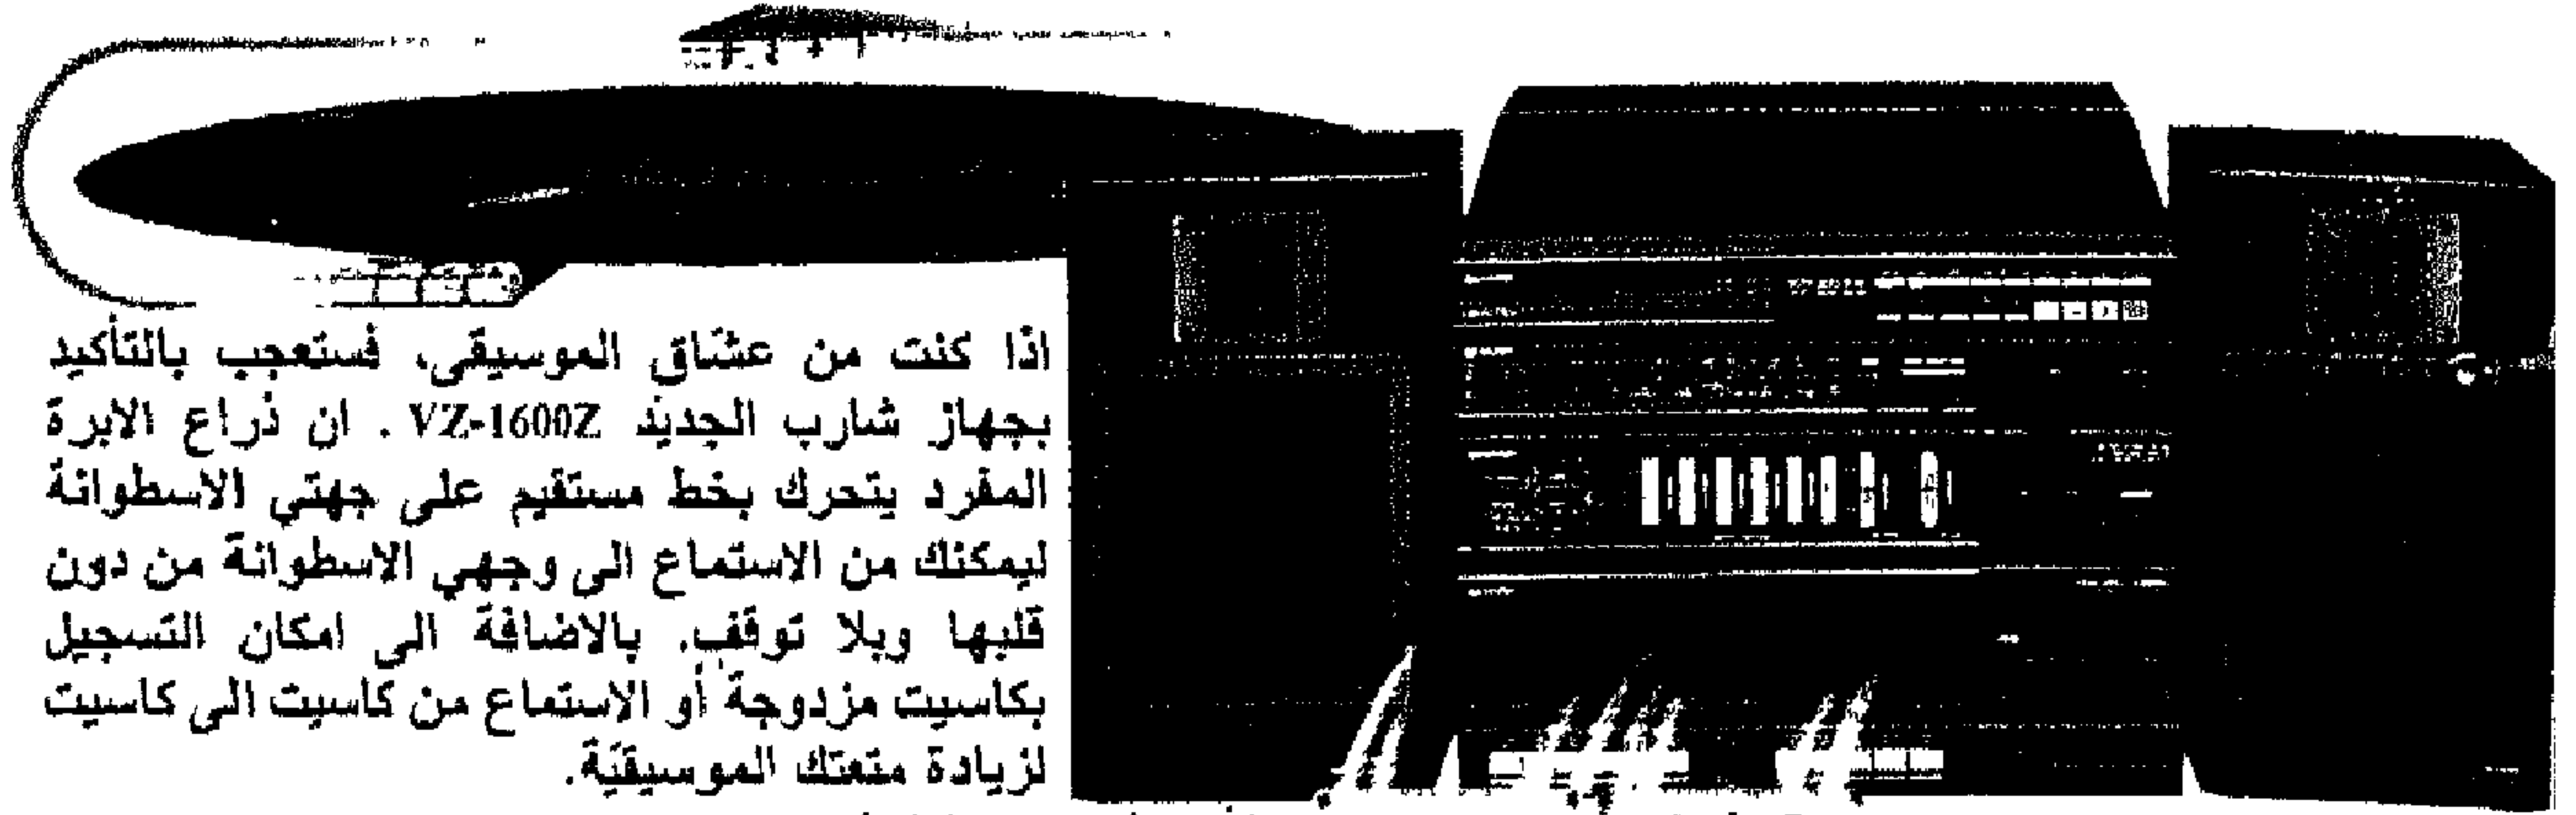 اذا كنت من عشاق الموسيقى، فستعجب بالتأكيد
بجهاز شارب الجديد VZ-1600Z . ان ذراع الابرة
المفرد يتحرك بخط مستقيم على جهتي الاسطوانة
ليمكنك من الاستماع الى وجهي الاسطوانة من دون
قلبها وبلا توقف. بالاضافة الى امكان التسجيل
بكاسيت مزدوجة أو الاستماع من كاسيت الى كاسيت
لزيادة متعتك الموسيقيّة.